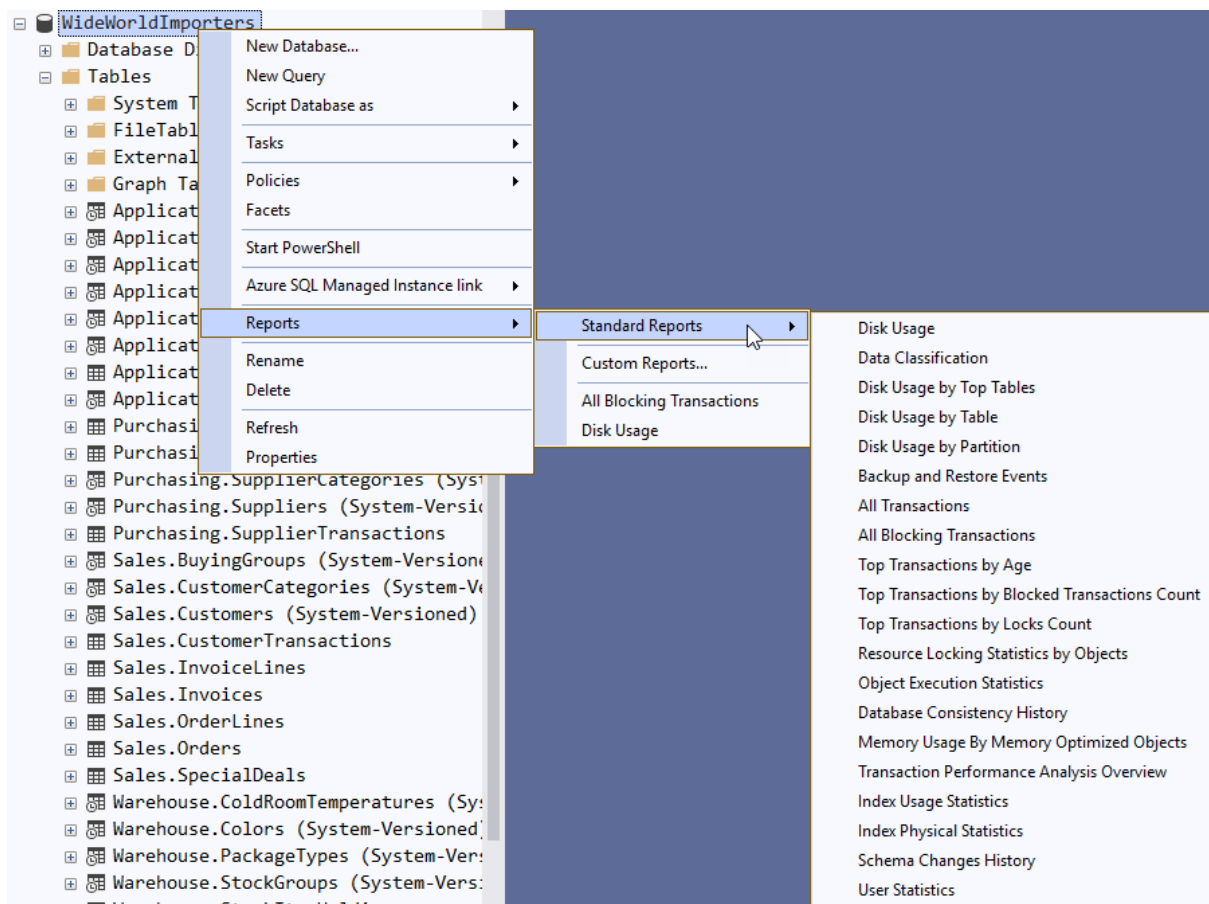 WideWorldImporters
Database D
Tables
System T
FileTabl
External
Graph Ta
Applicat
Applicat
Applicat
Applicat
Applicat
Applicat
Applicat
Applicat
Purchasi
Purchasi
Purchasing.SupplierCategories (Syst
Purchasing.Suppliers (System-Versio
Purchasing.SupplierTransactions
Sales.BuyingGroups (System-Versione
Sales.CustomerCategories (System-Ve
Sales.Customers (System-Versioned)
Sales.CustomerTransactions
Sales.InvoiceLines
Sales.Invoices
Sales.OrderLines
Sales.Orders
Sales.SpecialDeals
Warehouse.ColdRoomTemperatures (Sys
Warehouse.Colors (System-Versioned)
Warehouse.PackageTypes (System-Vers
Warehouse.StockGroups (System-Versi
New Database...
New Query
Script Database as
Tasks
Policies
Facets
Start PowerShell
Azure SQL Managed Instance link
Reports
Rename
Delete
Refresh
Properties
Standard Reports
Custom Reports...
All Blocking Transactions
Disk Usage
Disk Usage
Data Classification
Disk Usage by Top Tables
Disk Usage by Table
Disk Usage by Partition
Backup and Restore Events
All Transactions
All Blocking Transactions
Top Transactions by Age
Top Transactions by Blocked Transactions Count
Top Transactions by Locks Count
Resource Locking Statistics by Objects
Object Execution Statistics
Database Consistency History
Memory Usage By Memory Optimized Objects
Transaction Performance Analysis Overview
Index Usage Statistics
Index Physical Statistics
Schema Changes History
User Statistics